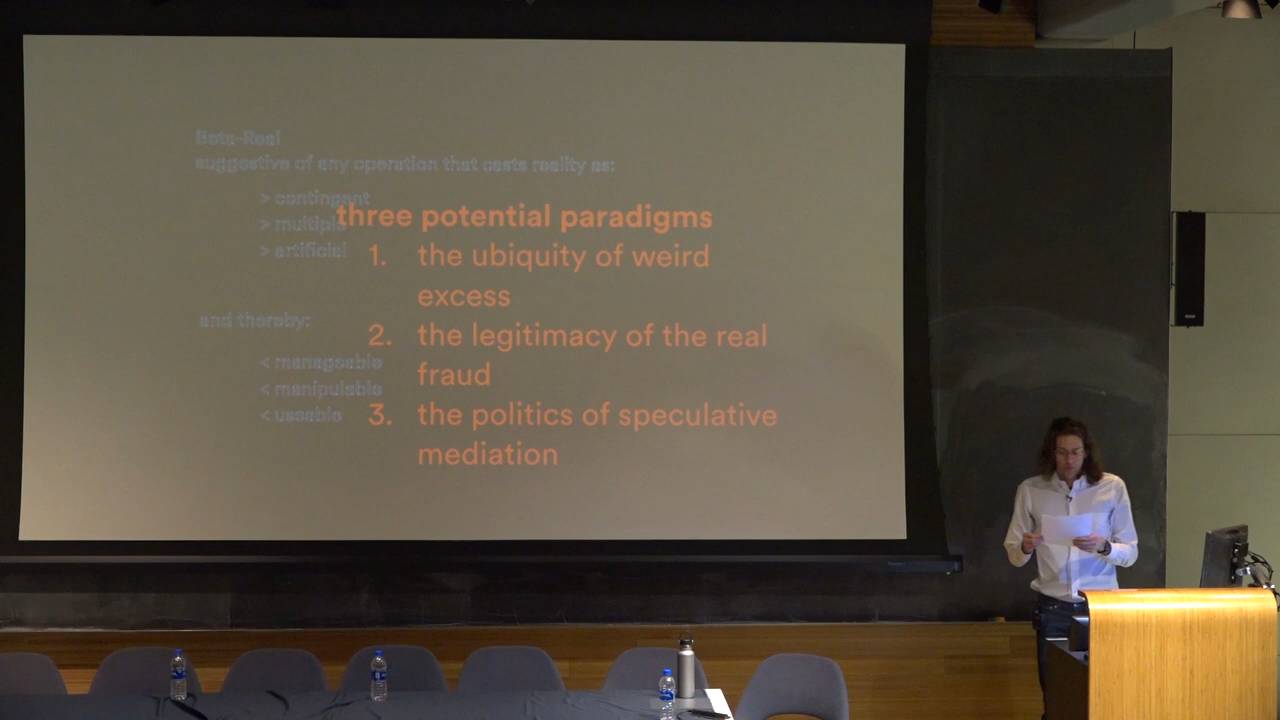 Beta-Real
suggestive of any operation that casts reality as:
> contingent
> multiple
> artificial
and thereby:
< manageable
< manipulable
< usable
three potential paradigms
1. the ubiquity of weird
excess
2. the legitimacy of the real
fraud
3. the politics of speculative
mediation